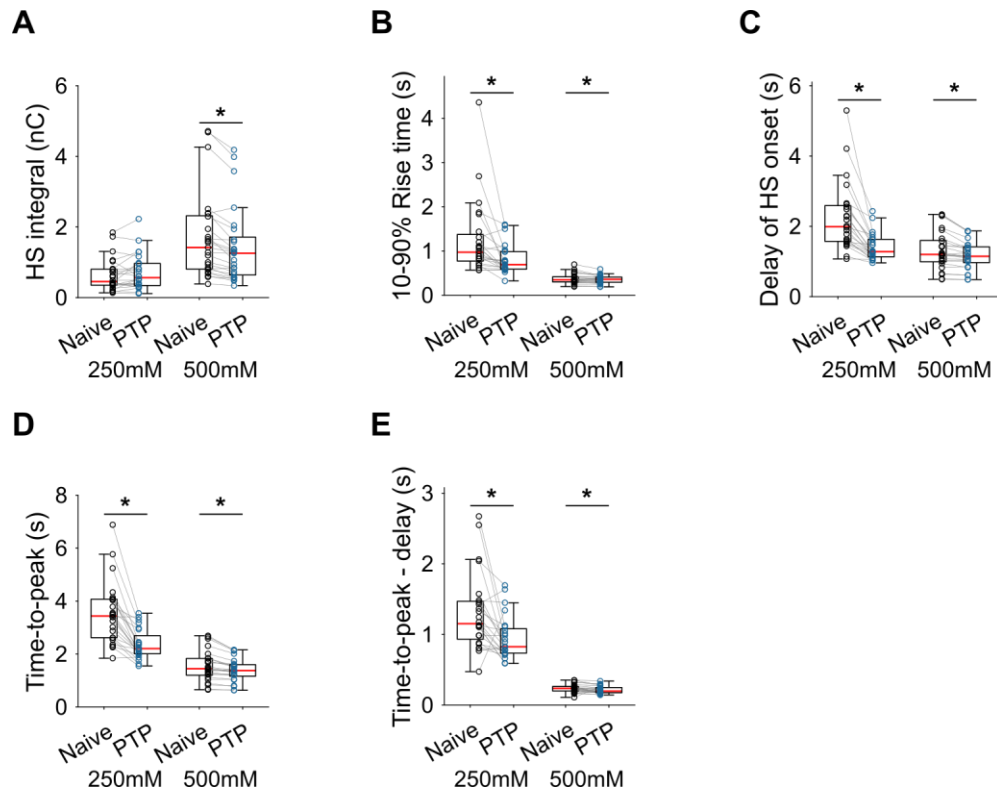 A
B
C
HS integral (nC)
6
4
2
0
*
Naive PTP Naive PTP
250mM 500mM
10-90% Rise time (s)
4
3
2
1
0
* *
Naive PTP Naive PTP
250mM 500mM
Delay of HS onset (s)
6
4
2
0
* *
Naive PTP Naive PTP
250mM 500mM
D
E
Time-to-peak (s)
8
6
4
2
0
* *
Naive PTP Naive PTP
250mM 500mM
Time-to-peak - delay (s)
3
2
1
0
* *
Naive PTP Naive PTP
250mM 500mM